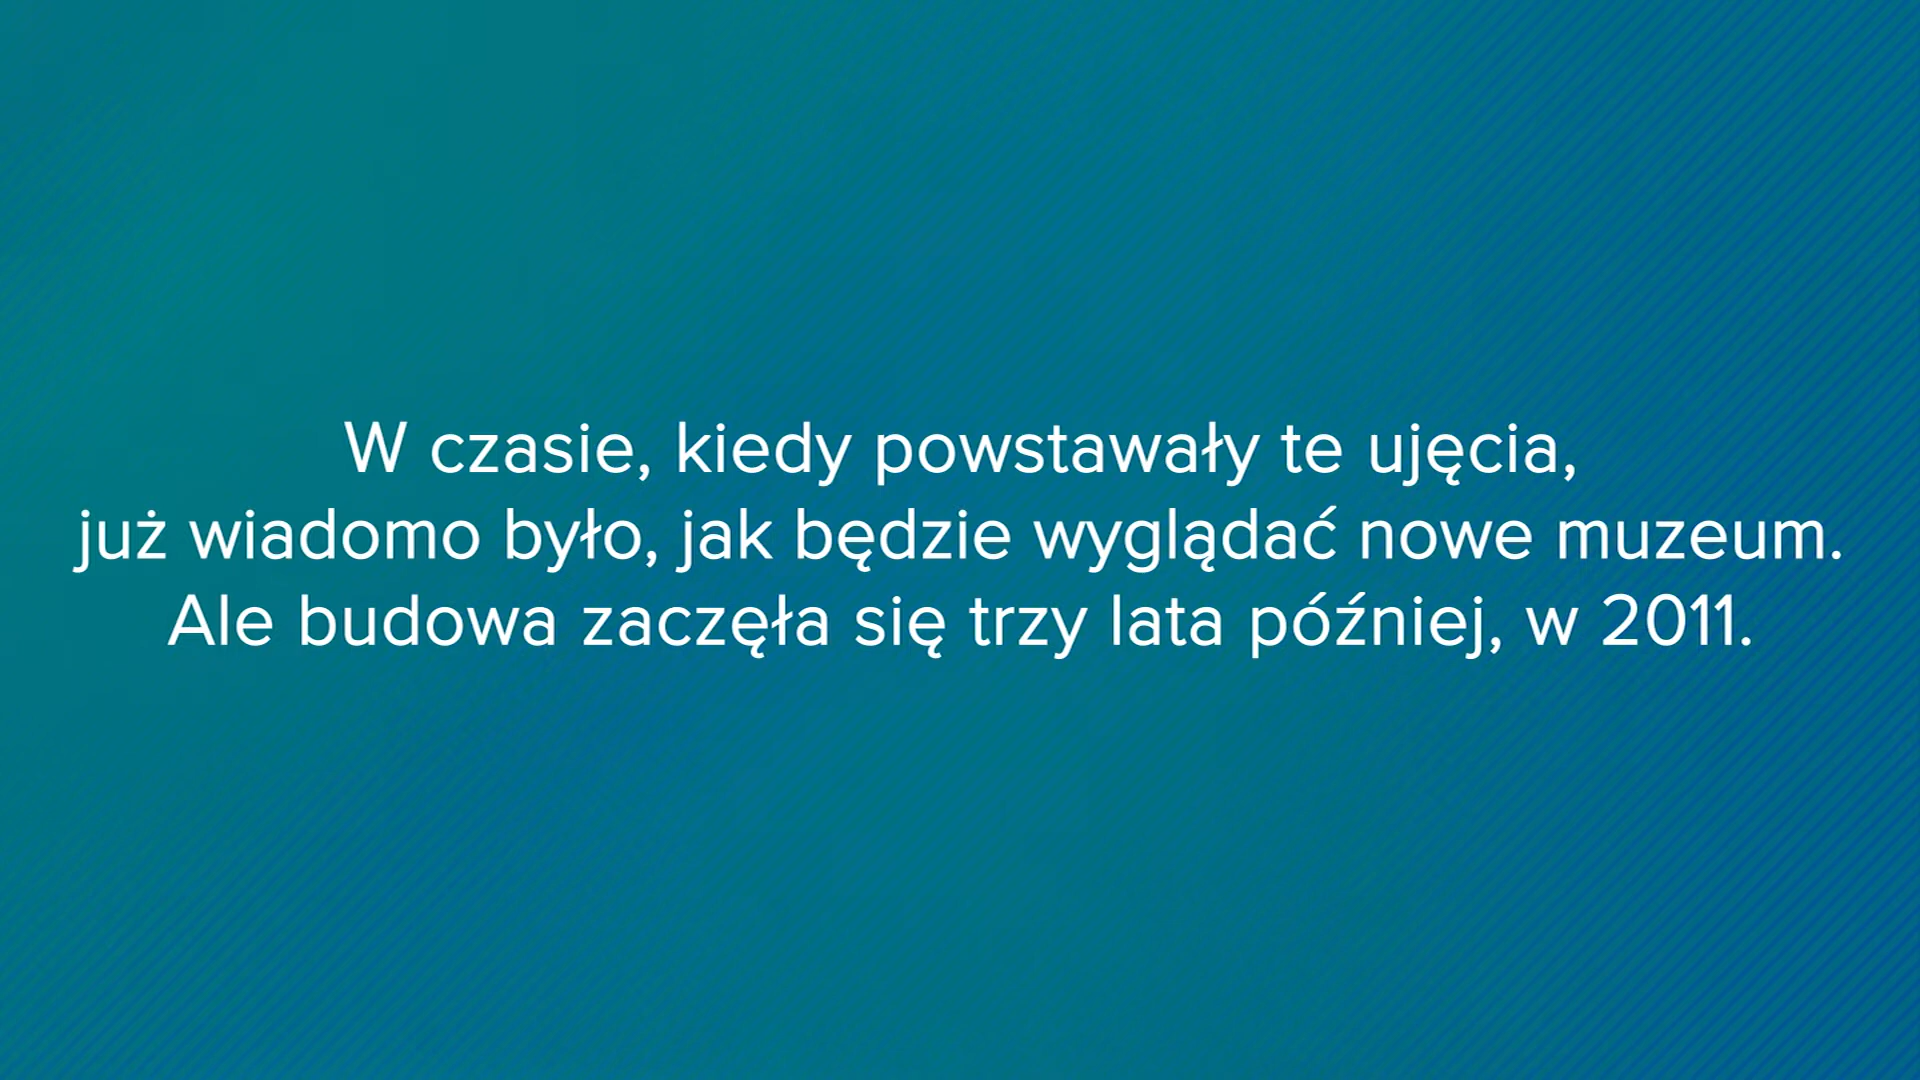 W czasie, kiedy powstawały te ujęcia,
już wiadomo było, jak będzie wyglądać nowe muzeum.
Ale budowa zaczęła się trzy lata później, w 2011.